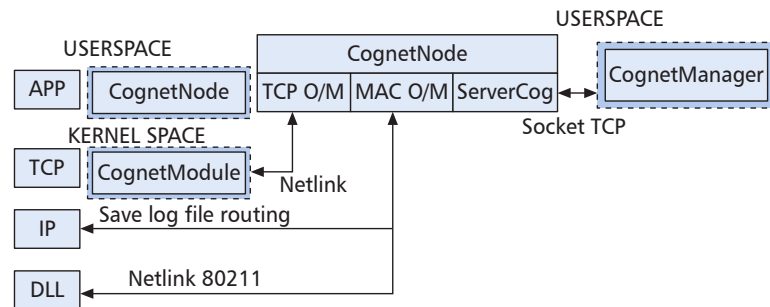 USERSPACE
USERSPACE
CognetNode
CognetManager
APP
CognetNode
TCP O/M
MAC O/M
ServerCog
Socket TCP
KERNEL SPACE
TCP
CognetModule
Netlink
IP
Save log file routing
DLL
Netlink 80211